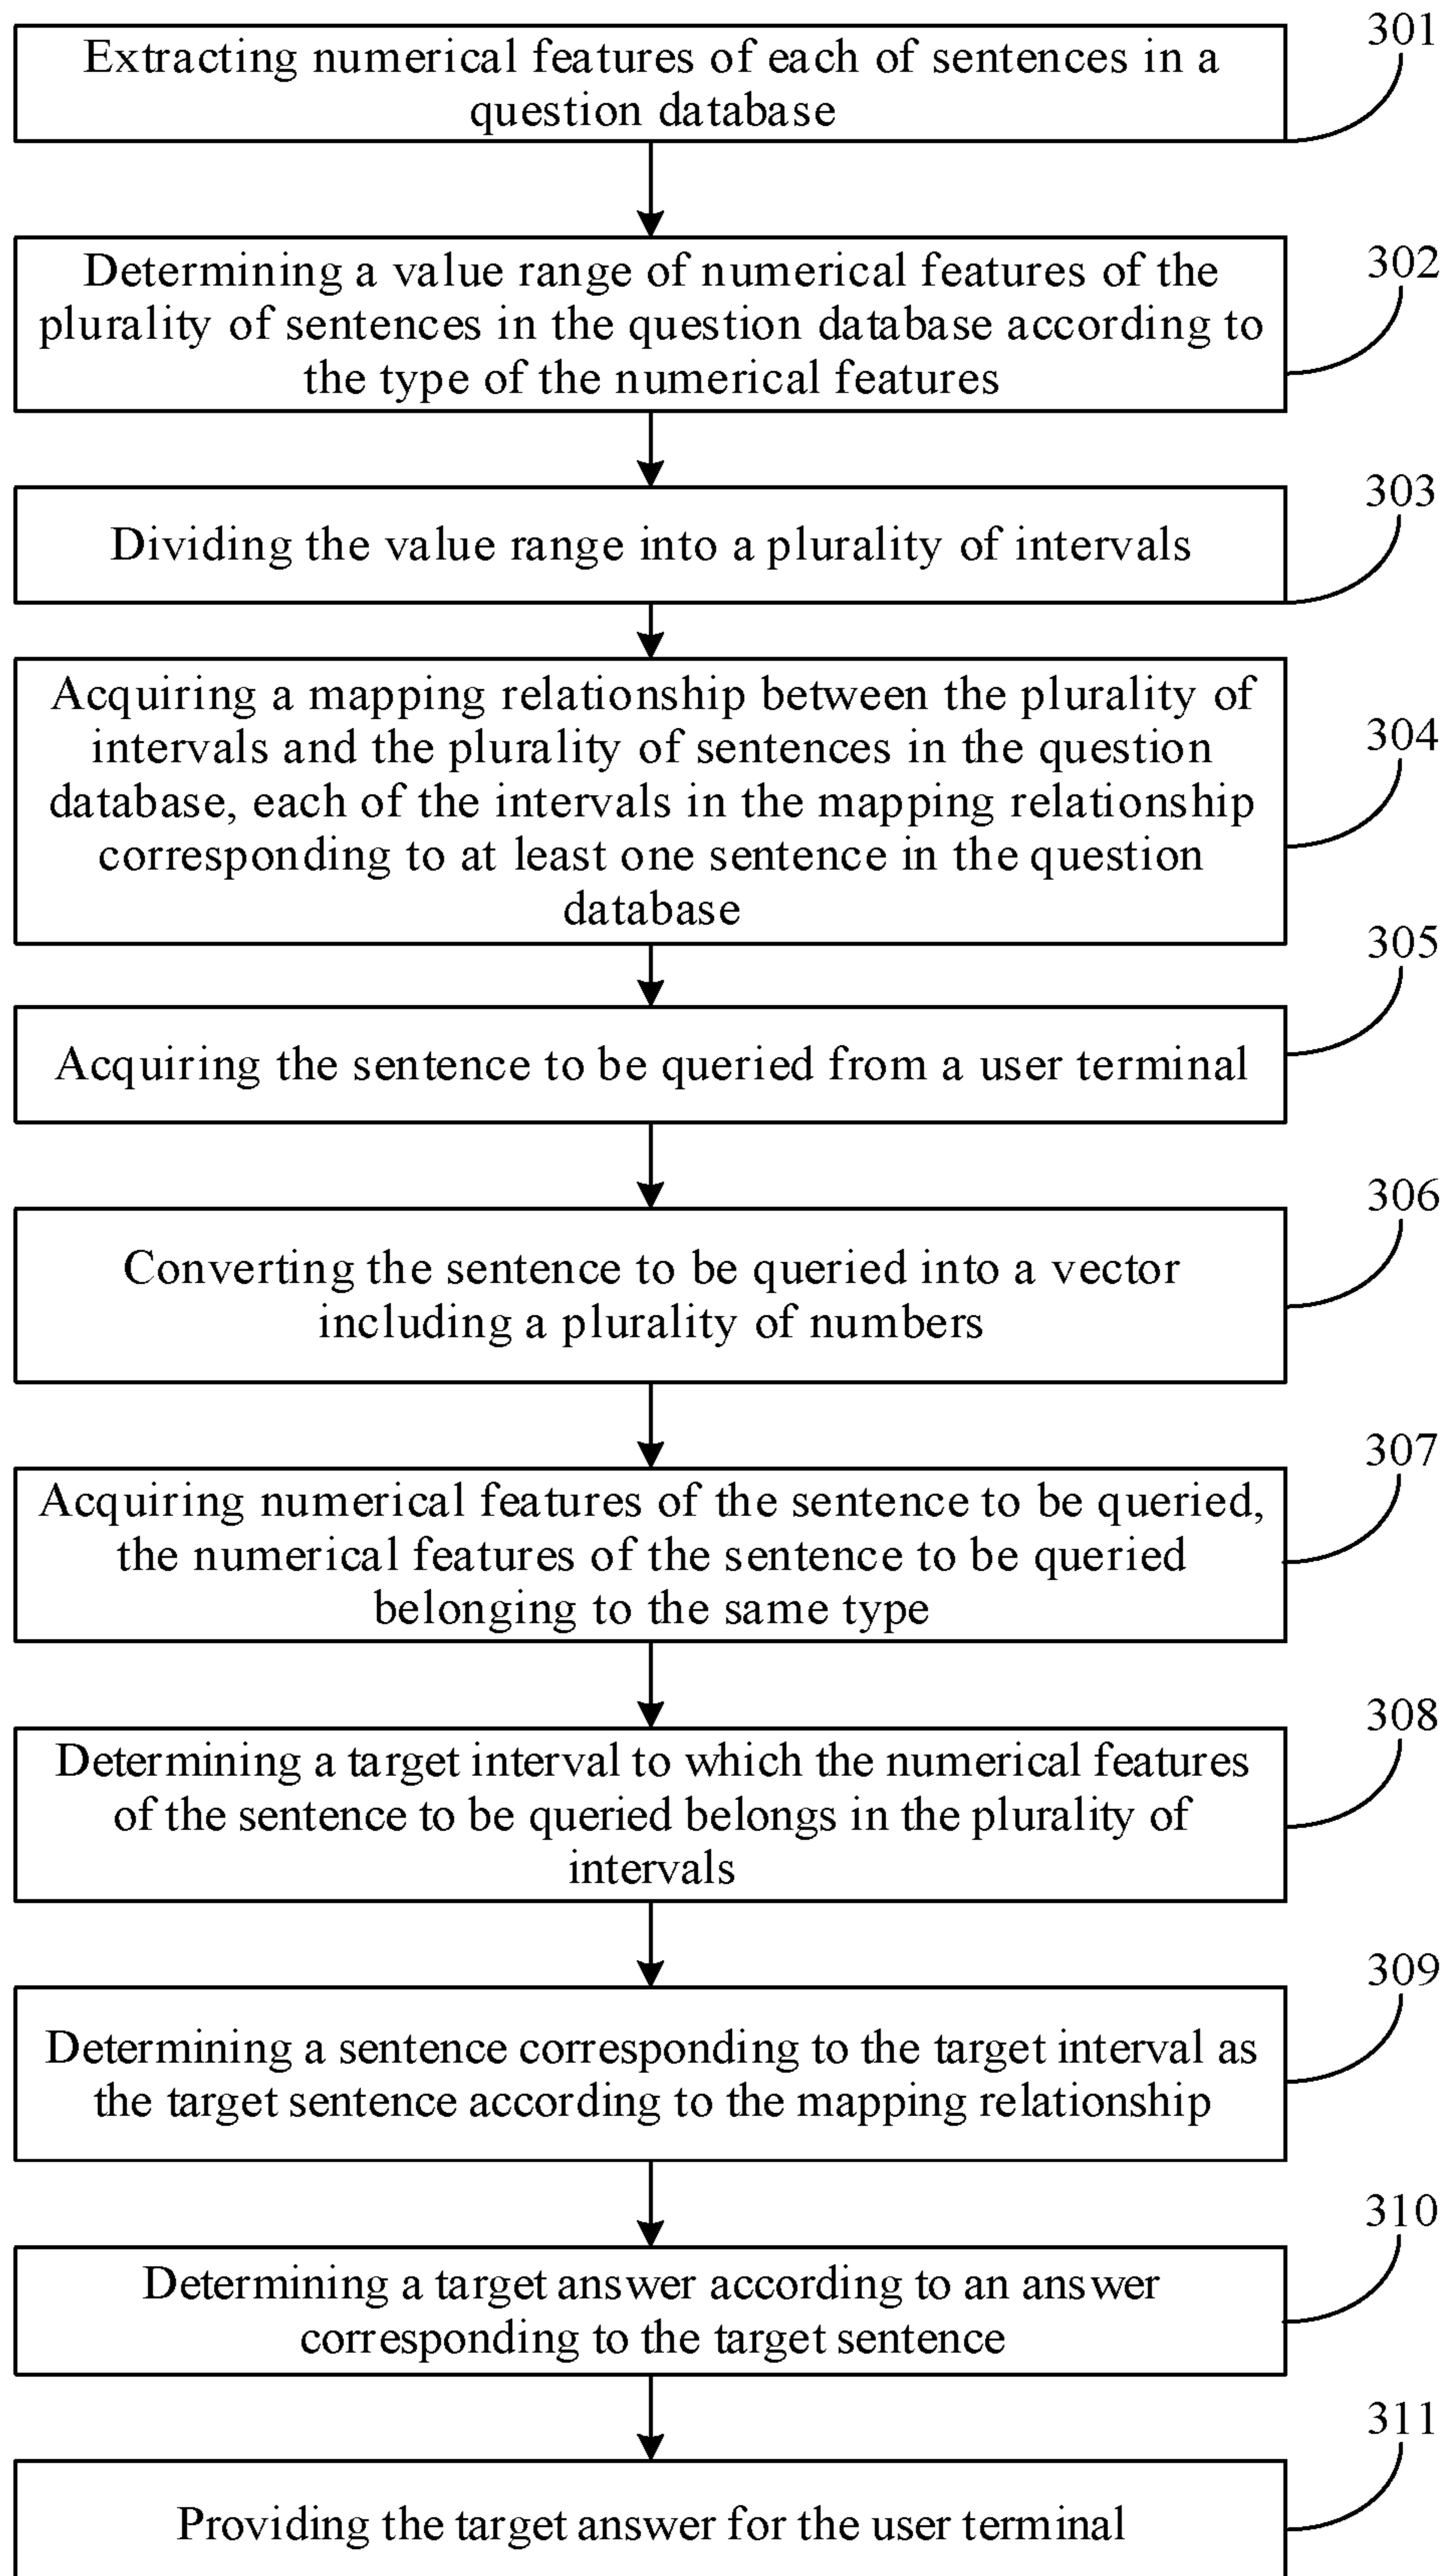 301
Extracting numerical features of each of sentences in a
question database
302
Determining a value range of numerical features of the
plurality of sentences in the question database according to
the type of the numerical features
303
Dividing the value range into a plurality of intervals
304
Acquiring a mapping relationship between the plurality of
intervals and the plurality of sentences in the question
database, each of the intervals in the mapping relationship
corresponding to at least one sentence in the question
database
305
Acquiring the sentence to be queried from a user terminal
306
Converting the sentence to be queried into a vector
including a plurality of numbers
307
Acquiring numerical features of the sentence to be queried,
the numerical features of the sentence to be queried
belonging to the same type
308
Determining a target interval to which the numerical features
of the sentence to be queried belongs in the plurality of
intervals
309
Determining a sentence corresponding to the target interval as
the target sentence according to the mapping relationship
310
Determining a target answer according to an answer
corresponding to the target sentence
311
Providing the target answer for the user terminal